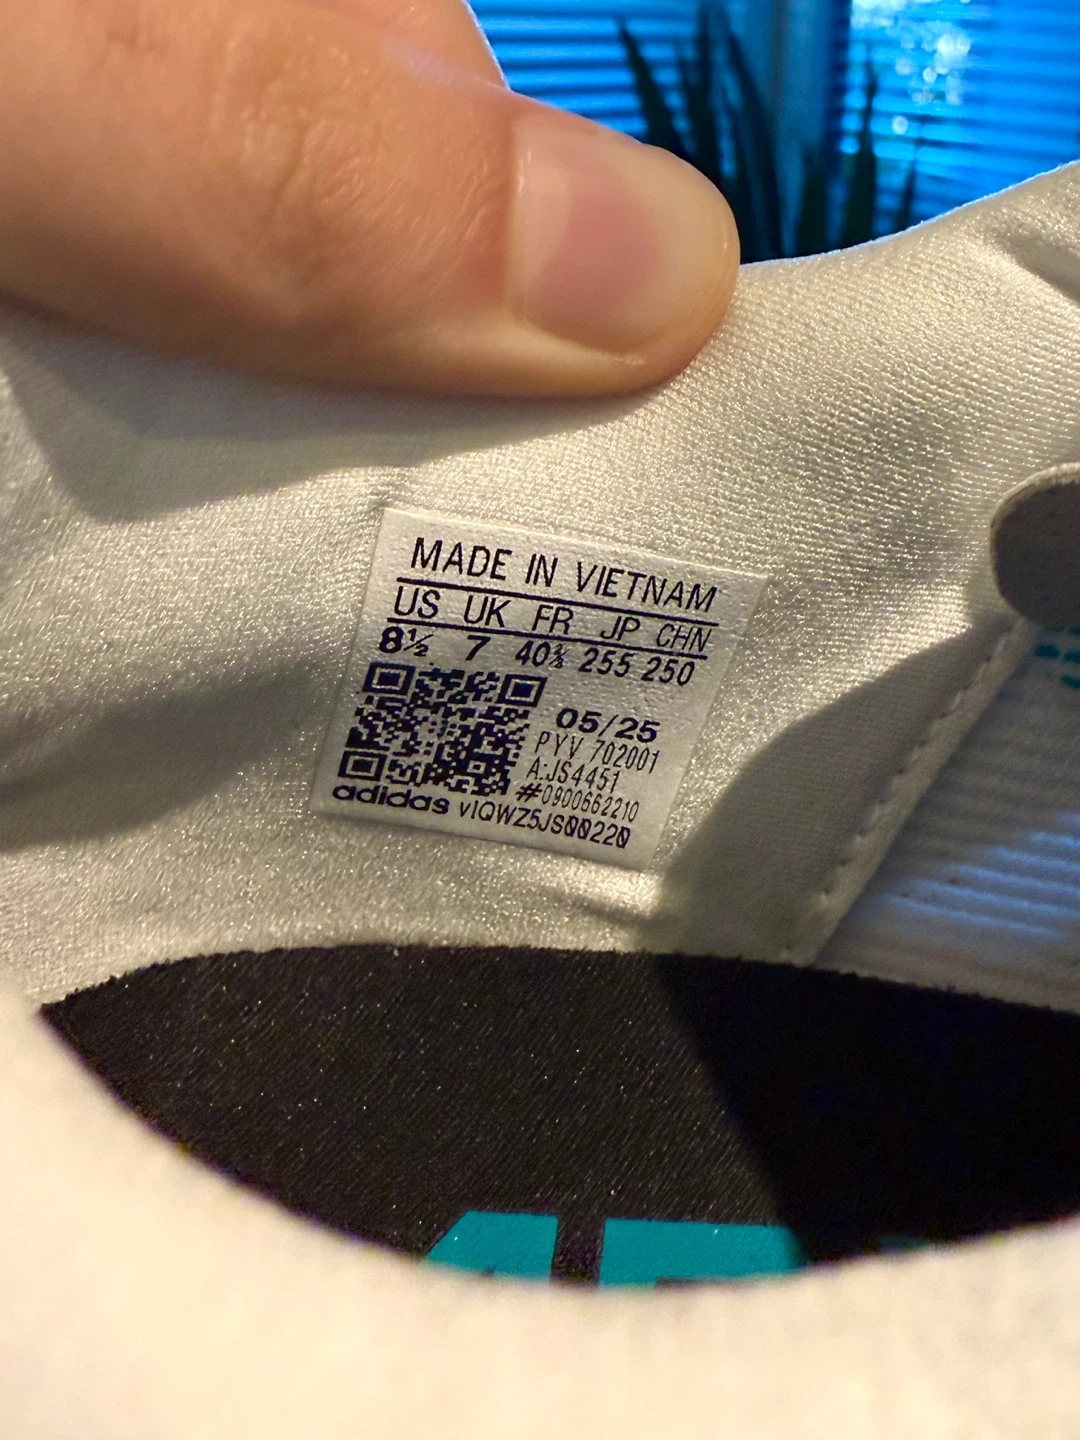 MADE IN VIETNAM
US UK FR JP CHN
8½ 7 40⅔ 255 250
05/25
PYV 702001
A:JS4451
#0900662210
adidas vIQWZ5JS00220